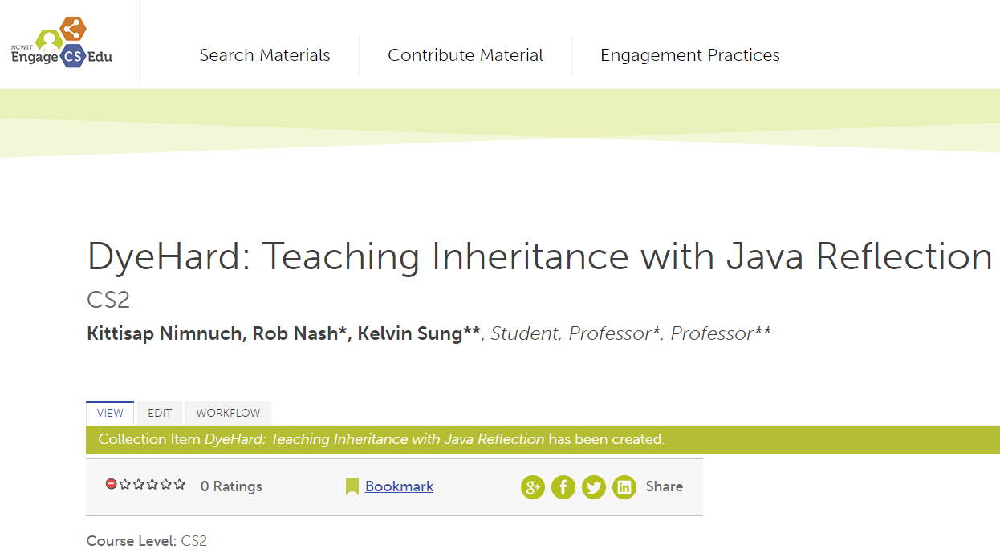 NCWIT
Engage CS Edu
Search Materials
Contribute Material
Engagement Practices
DyeHard: Teaching Inheritance with Java Reflection
CS2
Kittisap Nimnuch, Rob Nash*, Kelvin Sung**, Student, Professor*, Professor**
VIEW
EDIT
WORKFLOW
Collection Item DyeHard: Teaching Inheritance with Java Reflection has been created.
0 Ratings
Bookmark
g+ f in Share
Course Level: CS2